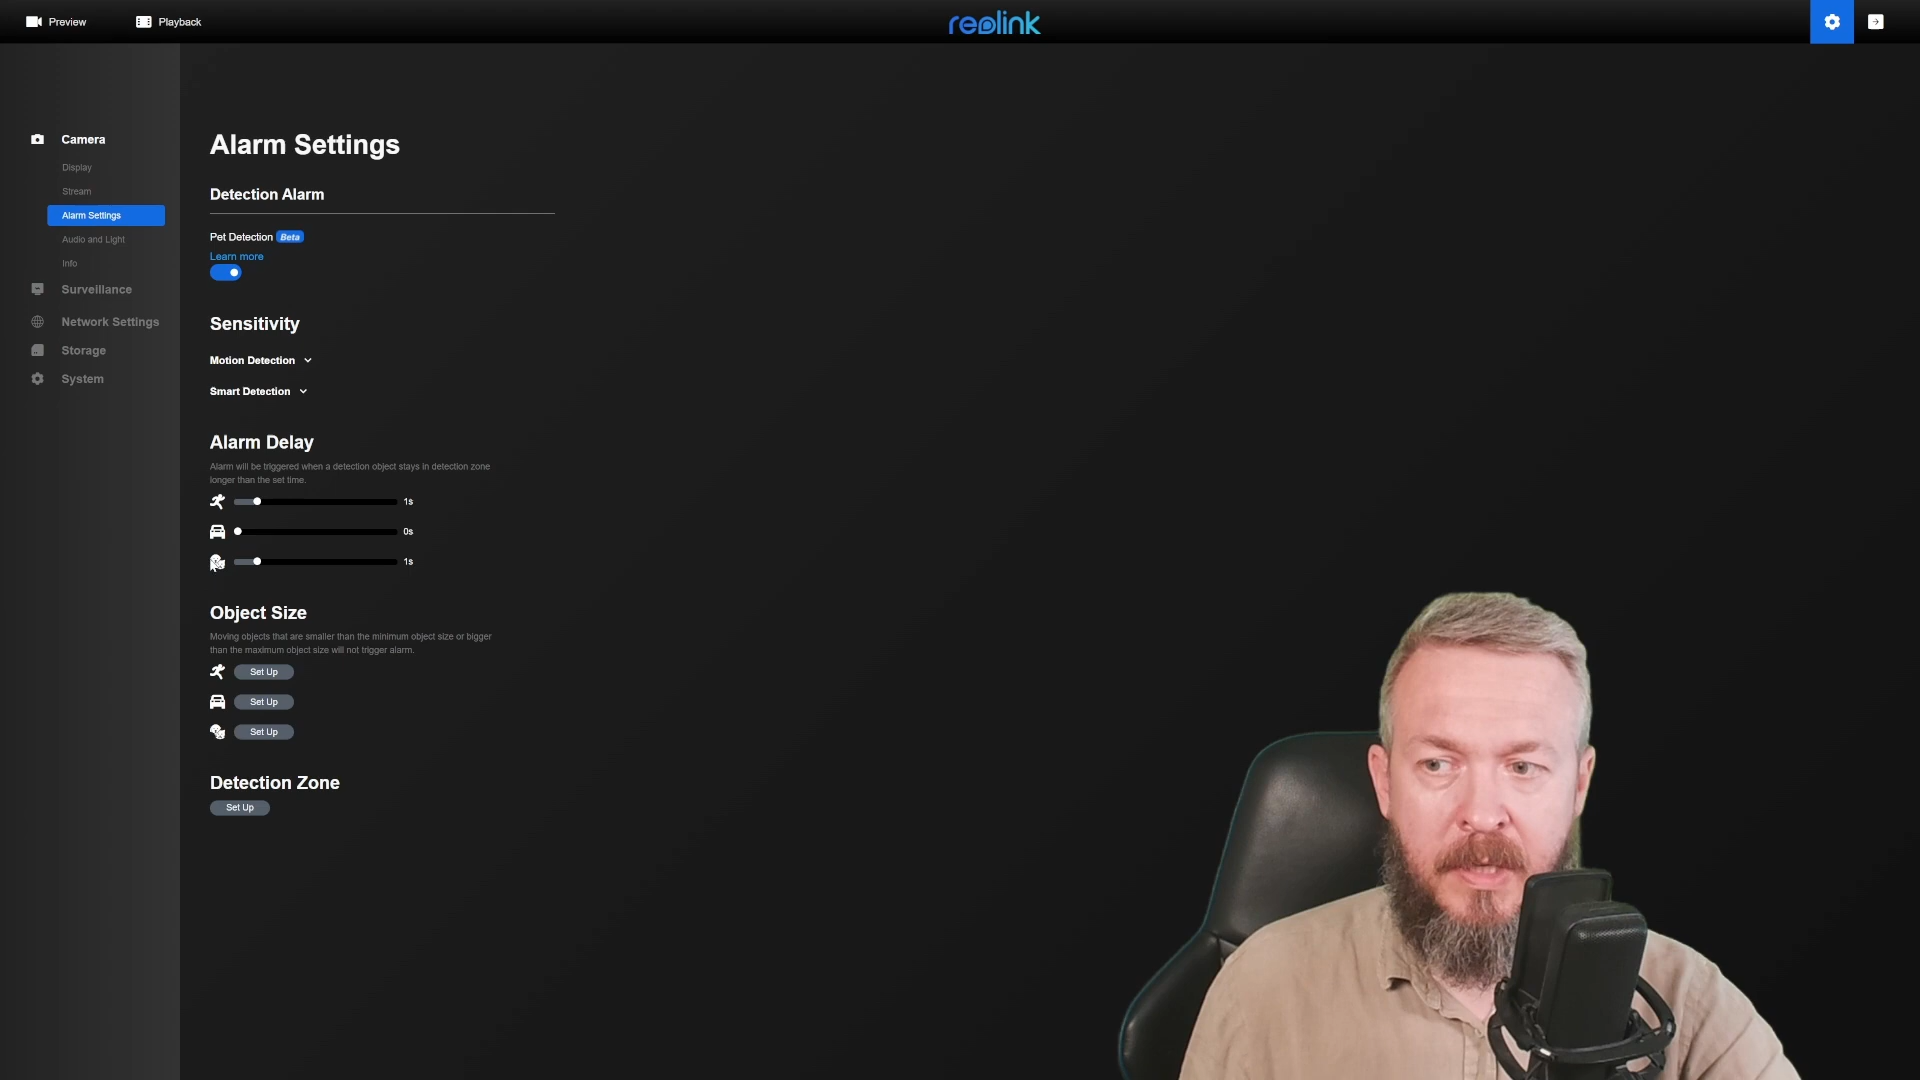 Preview
Playback
reolink
Camera
Display
Stream
Alarm Settings
Audio and Light
Info
Surveillance
Network Settings
Storage
System
Alarm Settings
Detection Alarm
Pet Detection Beta
Learn more
Sensitivity
Motion Detection
Smart Detection
Alarm Delay
Alarm will be triggered when a detection object stays in detection zone
longer than the set time.
1s
0s
1s
Object Size
Moving objects that are smaller than the minimum object size or bigger
than the maximum object size will not trigger alarm.
Set Up
Set Up
Set Up
Detection Zone
Set Up